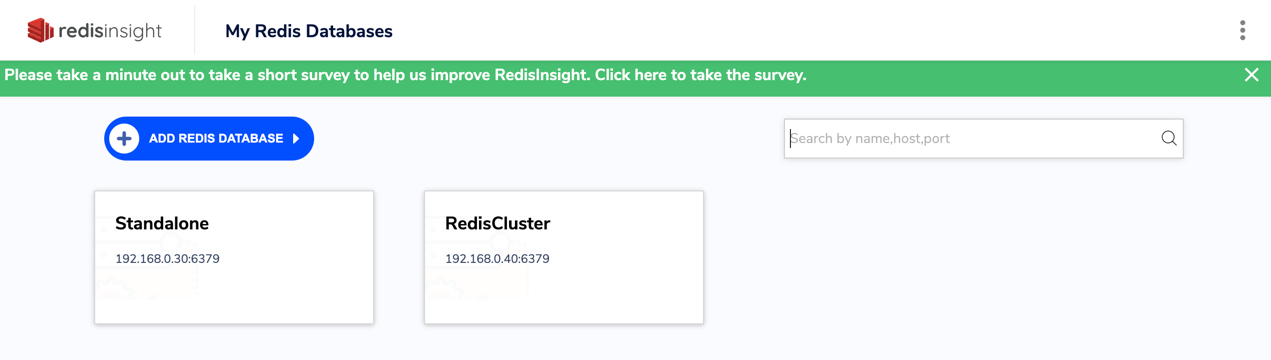 redisinsight
My Redis Databases
Please take a minute out to take a short survey to help us improve RedisInsight. Click here to take the survey.
ADD REDIS DATABASE
Search by name,host,port
Standalone
192.168.0.30:6379
RedisCluster
192.168.0.40:6379